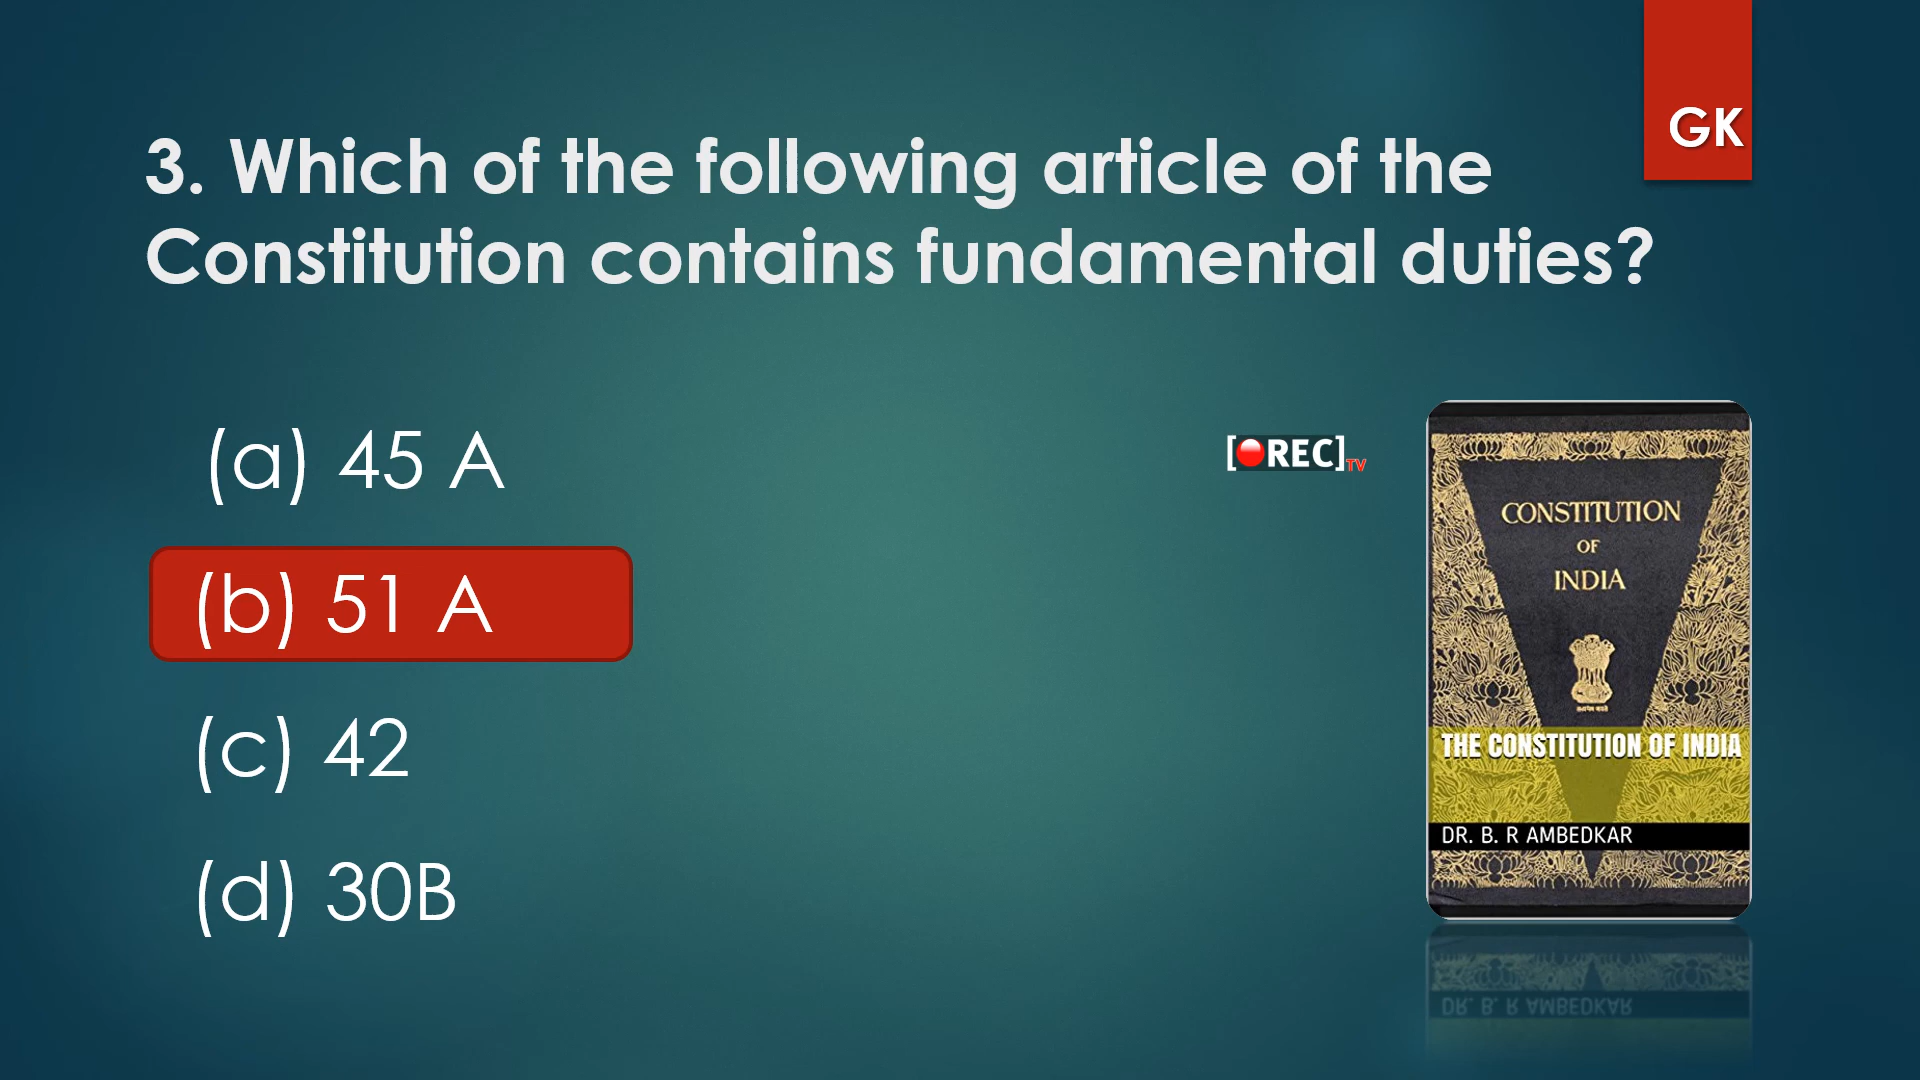 GK
3. Which of the following article of the
Constitution contains fundamental duties?
(a) 45 A
(b) 51 A
(c) 42
(d) 30B
[REC]TV
CONSTITUTION
OF
INDIA
THE CONSTITUTION OF INDIA
DR. B. R AMBEDKAR